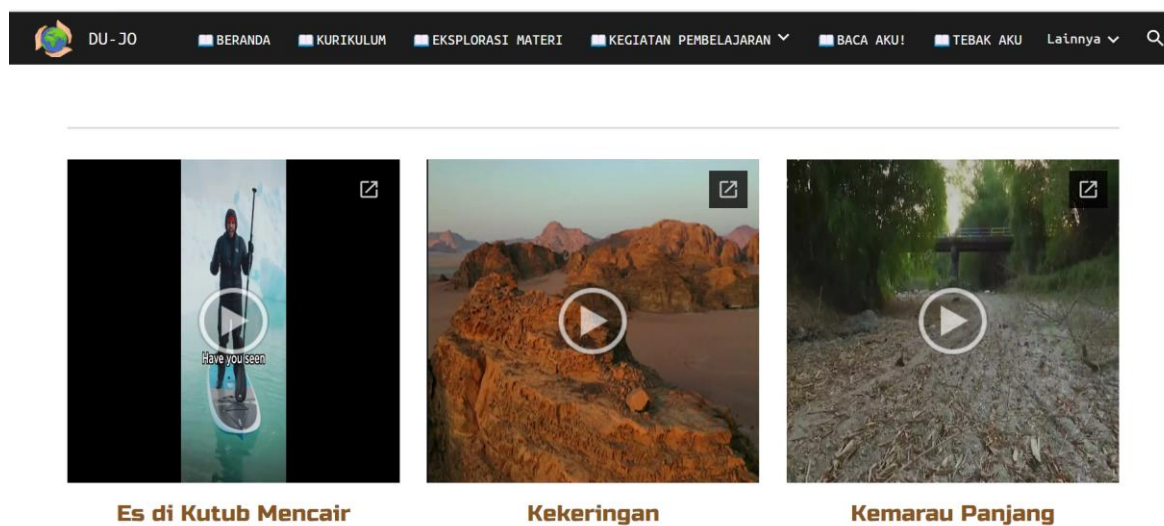 DU-JO BERANDA KURIKULUM EKSPLORASI MATERI KEGIATAN PEMBELAJARAN BACA AKU! TEBAK AKU Lainnya
Have you seen
Es di Kutub Mencair Kekeringan Kemarau Panjang